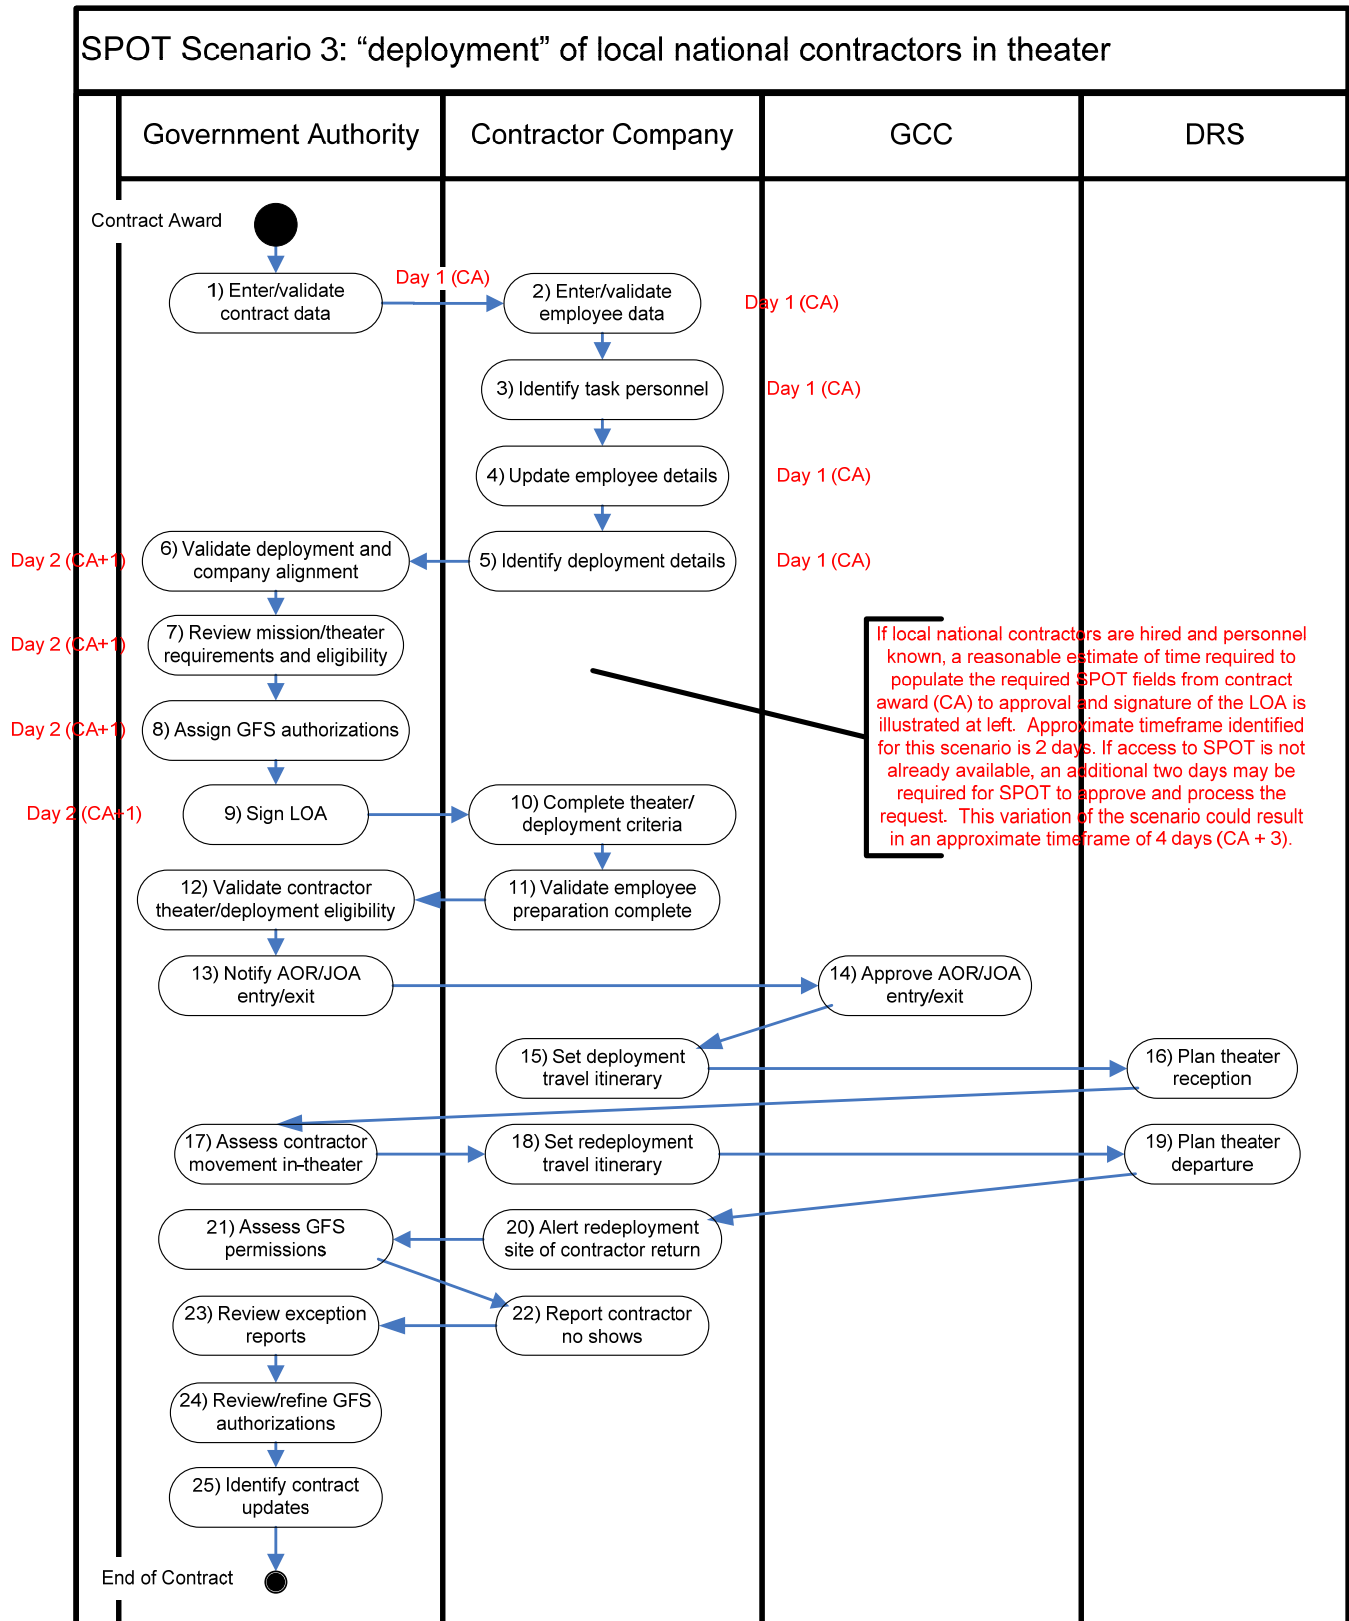 SPOT Scenario 3: “deployment” of local national contractors in theater
Government Authority
Contractor Company
GCC
DRS
Contract Award
1) Enter/validate
contract data
Day 1 (CA)
2) Enter/validate
employee data
Day 1 (CA)
3) Identify task personnel
Day 1 (CA)
4) Update employee details
Day 1 (CA)
Day 2 (CA+1)
6) Validate deployment and
company alignment
5) Identify deployment details
Day 1 (CA)
Day 2 (CA+1)
7) Review mission/theater
requirements and eligibility
Day 2 (CA+1)
8) Assign GFS authorizations
If local national contractors are hired and personnel
known, a reasonable estimate of time required to
populate the required SPOT fields from contract
award (CA) to approval and signature of the LOA is
illustrated at left.  Approximate timeframe identified
for this scenario is 2 days. If access to SPOT is not
already available, an additional two days may be
required for SPOT to approve and process the
request.  This variation of the scenario could result
in an approximate timeframe of 4 days (CA + 3).
Day 2 (CA+1)
9) Sign LOA
10) Complete theater/
deployment criteria
12) Validate contractor
theater/deployment eligibility
11) Validate employee
preparation complete
13) Notify AOR/JOA
entry/exit
14) Approve AOR/JOA
entry/exit
15) Set deployment
travel itinerary
16) Plan theater
reception
17) Assess contractor
movement in-theater
18) Set redeployment
travel itinerary
19) Plan theater
departure
21) Assess GFS
permissions
20) Alert redeployment
site of contractor return
23) Review exception
reports
22) Report contractor
no shows
24) Review/refine GFS
authorizations
25) Identify contract
updates
End of Contract